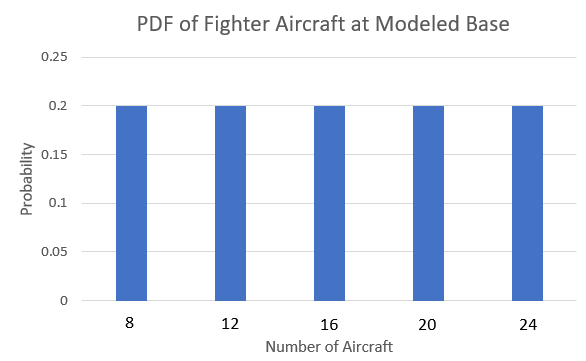 PDF of Fighter Aircraft at Modeled Base
0.25
0.2
0.15
0.1
0.05
0
Probability
8 12 16 20 24
Number of Aircraft